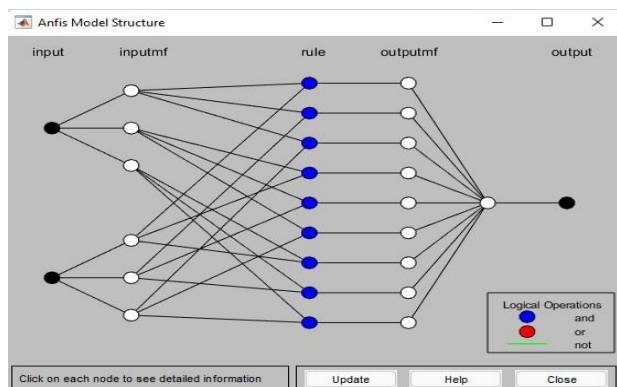 Anfis Model Structure
input inputmf rule outputmf output
Logical Operations
and
or
not
Click on each node to see detailed information
Update Help Close